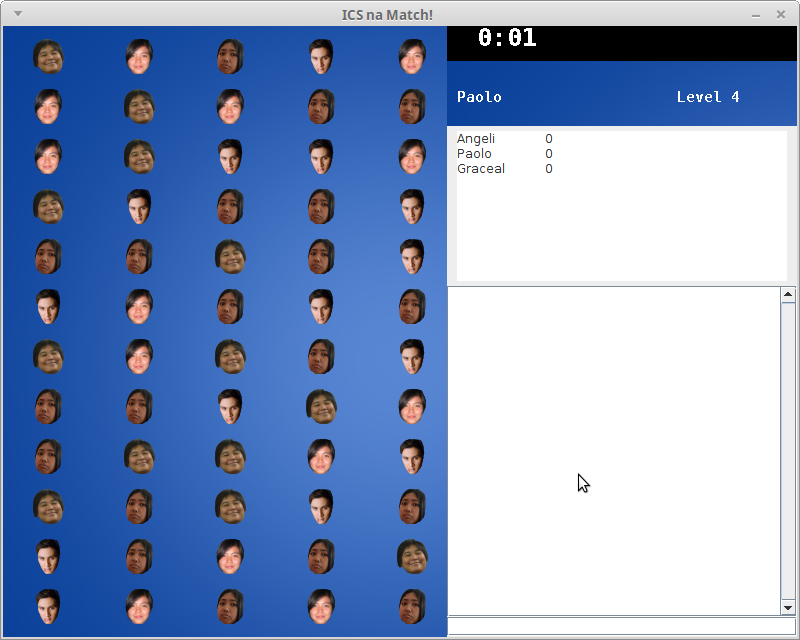 ICS na Match!
0:01
Paolo Level 4
Angeli 0
Paolo 0
Graceal 0